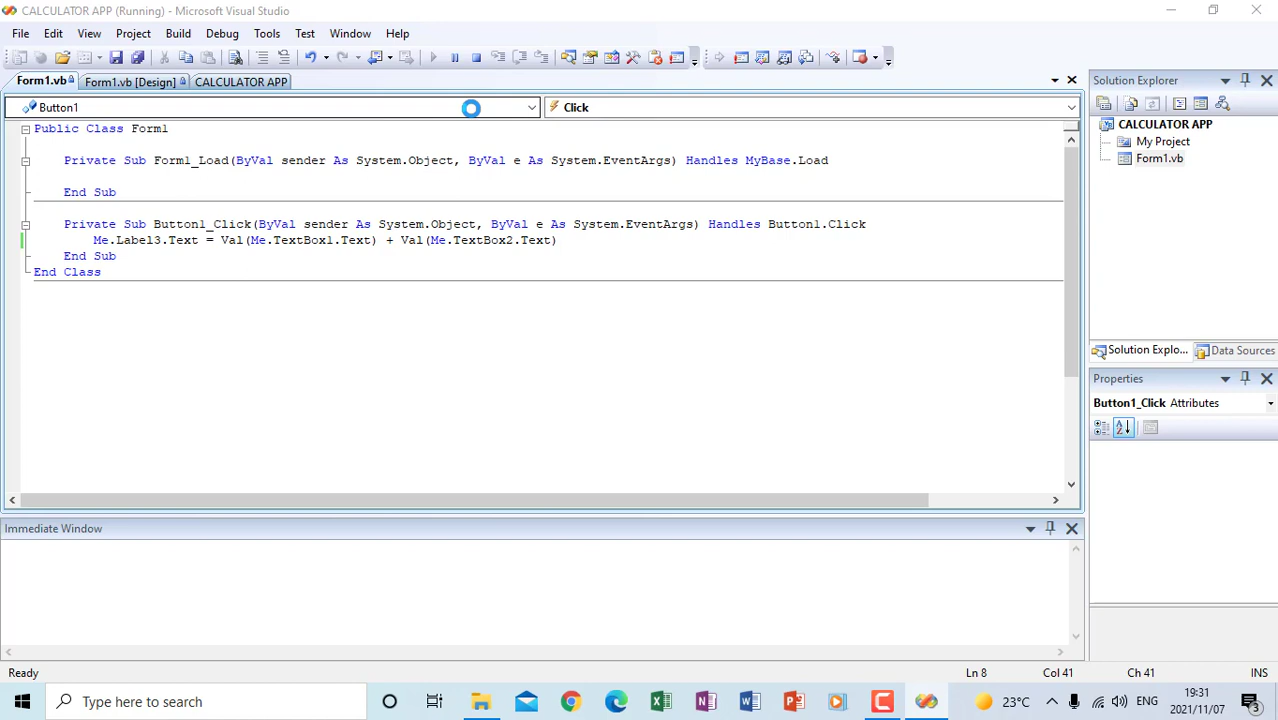 CALCULATOR APP (Running) - Microsoft Visual Studio
File Edit View Project Build Debug Tools Test Window Help
Form1.vb Form1.vb [Design] CALCULATOR APP
Button1 Click
Public Class Form1
Private Sub Form1_Load(ByVal sender As System.Object, ByVal e As System.EventArgs) Handles MyBase.Load
End Sub
Private Sub Button1_Click(ByVal sender As System.Object, ByVal e As System.EventArgs) Handles Button1.Click
Me.Label3.Text = Val(Me.TextBox1.Text) + Val(Me.TextBox2.Text)
End Sub
End Class
Solution Explorer
CALCULATOR APP
My Project
Form1.vb
Solution Explo... Data Sources
Properties
Button1_Click Attributes
Immediate Window
Ready Ln 8 Col 41 Ch 41 INS
Type here to search
23°C ENG 19:31
2021/11/07 3